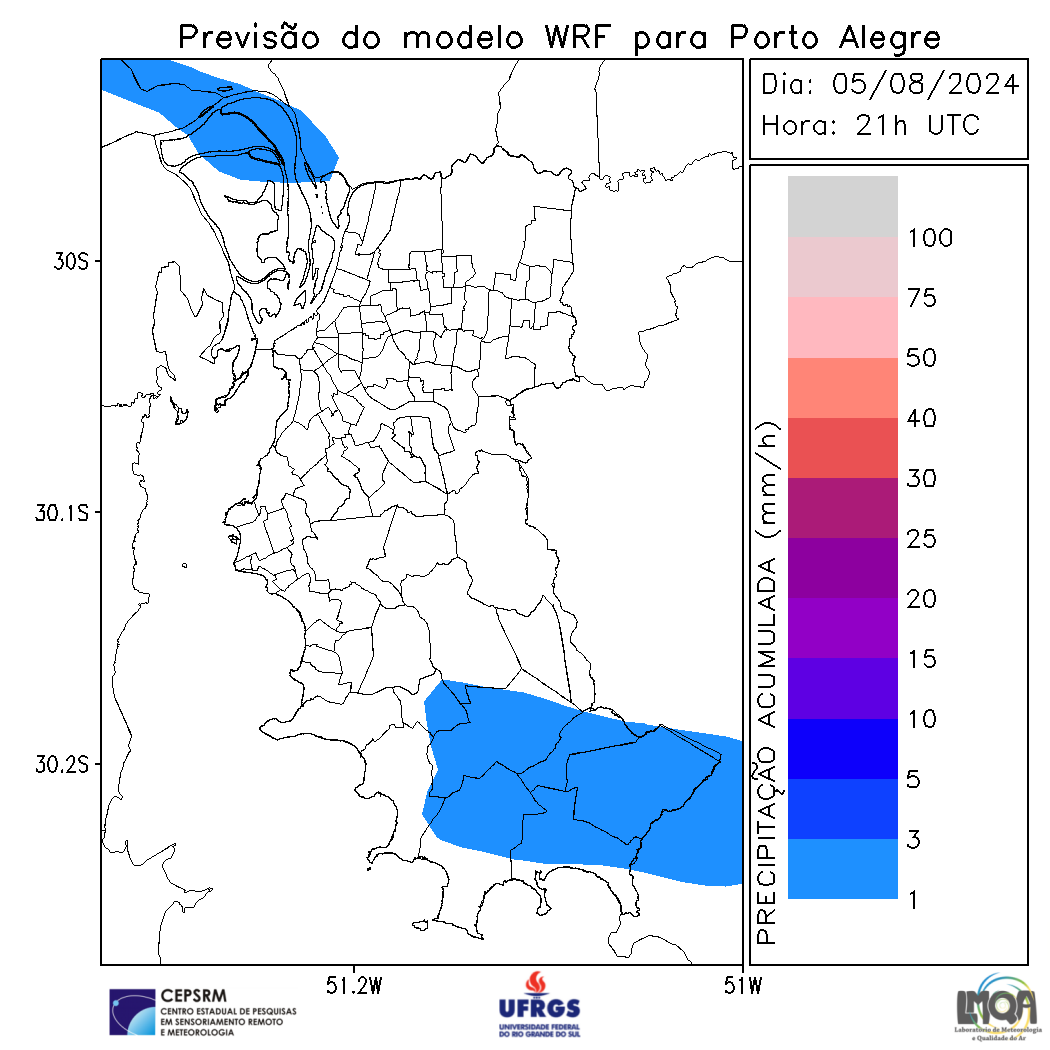 Previsão do modelo WRF para Porto Alegre
Dia: 05/08/2024
Hora: 21h UTC
30S
30.1S
30.2S
51.2W
51W
PRECIPITAÇÃO ACUMULADA (mm/h)
100
75
50
40
30
25
20
15
10
5
3
1
CEPSRM
CENTRO ESTADUAL DE PESQUISAS
EM SENSORIAMENTO REMOTO
E METEOROLOGIA
UFRGS
UNIVERSIDADE FEDERAL
DO RIO GRANDE DO SUL
LMQA
Laboratório de Meteorologia
e Qualidade do Ar